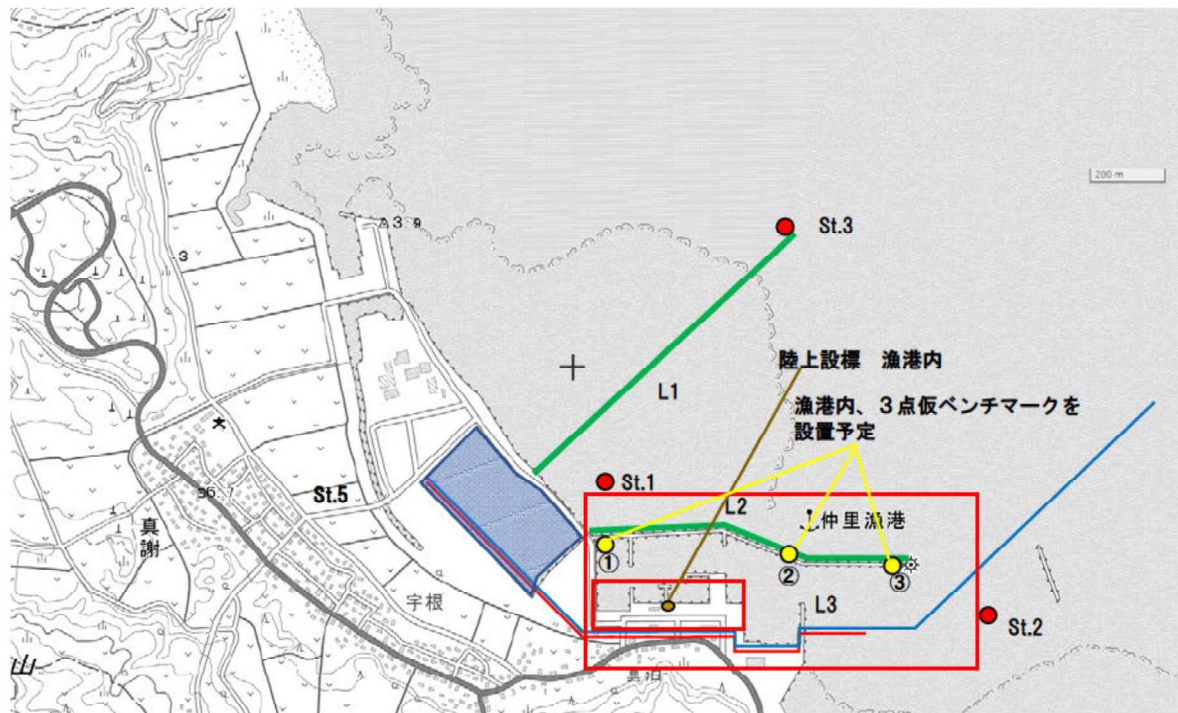 200 m
3 9
St.3
3
陸上設標 漁港内
L1
漁港内、3点仮ベンチマークを
設置予定
St.5
St.1
L2
仲里漁港
真謝
①
②
③
宇根
L3
St.2
山